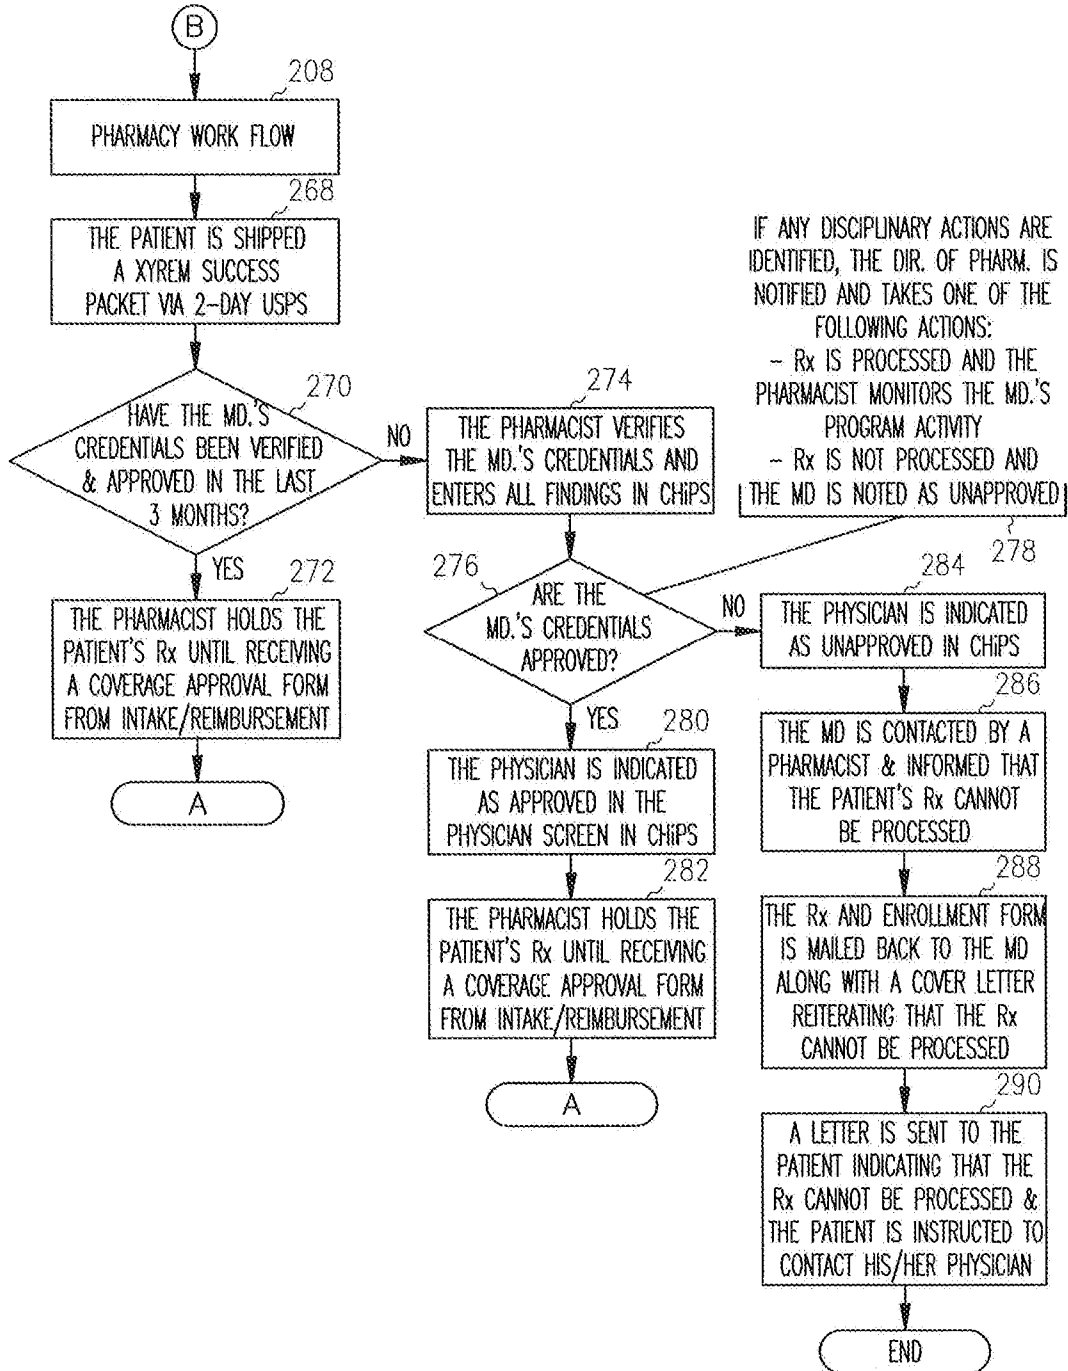 B
208
PHARMACY WORK FLOW
268
THE PATIENT IS SHIPPED
A XYREM SUCCESS
PACKET VIA 2-DAY USPS
270
HAVE THE MD.'S
CREDENTIALS BEEN VERIFIED
& APPROVED IN THE LAST
3 MONTHS?
NO
YES
272
THE PHARMACIST HOLDS THE
PATIENT'S Rx UNTIL RECEIVING
A COVERAGE APPROVAL FORM
FROM INTAKE/REIMBURSEMENT
A
274
THE PHARMACIST VERIFIES
THE MD.'S CREDENTIALS AND
ENTERS ALL FINDINGS IN CHiPS
276
ARE THE
MD.'S CREDENTIALS
APPROVED?
NO
YES
280
THE PHYSICIAN IS INDICATED
AS APPROVED IN THE
PHYSICIAN SCREEN IN CHiPS
282
THE PHARMACIST HOLDS THE
PATIENT'S Rx UNTIL RECEIVING
A COVERAGE APPROVAL FORM
FROM INTAKE/REIMBURSEMENT
A
IF ANY DISCIPLINARY ACTIONS ARE
IDENTIFIED, THE DIR. OF PHARM. IS
NOTIFIED AND TAKES ONE OF THE
FOLLOWING ACTIONS:
- Rx IS PROCESSED AND THE
PHARMACIST MONITORS THE MD.'S
PROGRAM ACTIVITY
- Rx IS NOT PROCESSED AND
THE MD IS NOTED AS UNAPPROVED
278
284
THE PHYSICIAN IS INDICATED
AS UNAPPROVED IN CHiPS
286
THE MD IS CONTACTED BY A
PHARMACIST & INFORMED THAT
THE PATIENT'S Rx CANNOT
BE PROCESSED
288
THE Rx AND ENROLLMENT FORM
IS MAILED BACK TO THE MD
ALONG WITH A COVER LETTER
REITERATING THAT THE Rx
CANNOT BE PROCESSED
290
A LETTER IS SENT TO THE
PATIENT INDICATING THAT THE
Rx CANNOT BE PROCESSED &
THE PATIENT IS INSTRUCTED TO
CONTACT HIS/HER PHYSICIAN
END